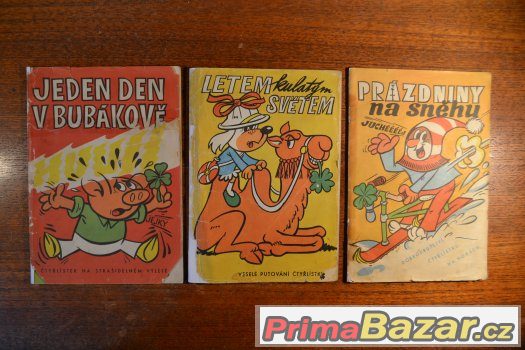 JEDEN DEN
V BUBÁKOVĚ
ČTYŘLÍSTEK NA STRAŠIDELNÉM VÝLETĚ
LETEM kulatým
SVĚTEM
VESELÉ PUTOVÁNÍ ČTYŘLÍSTKU
PRÁZDNINY
na sněhu
JUCHEEEE!
DOBRODRUŽSTVÍ
ČTYŘLÍSTKU
NA HORÁCH
PrimaBazar.cz